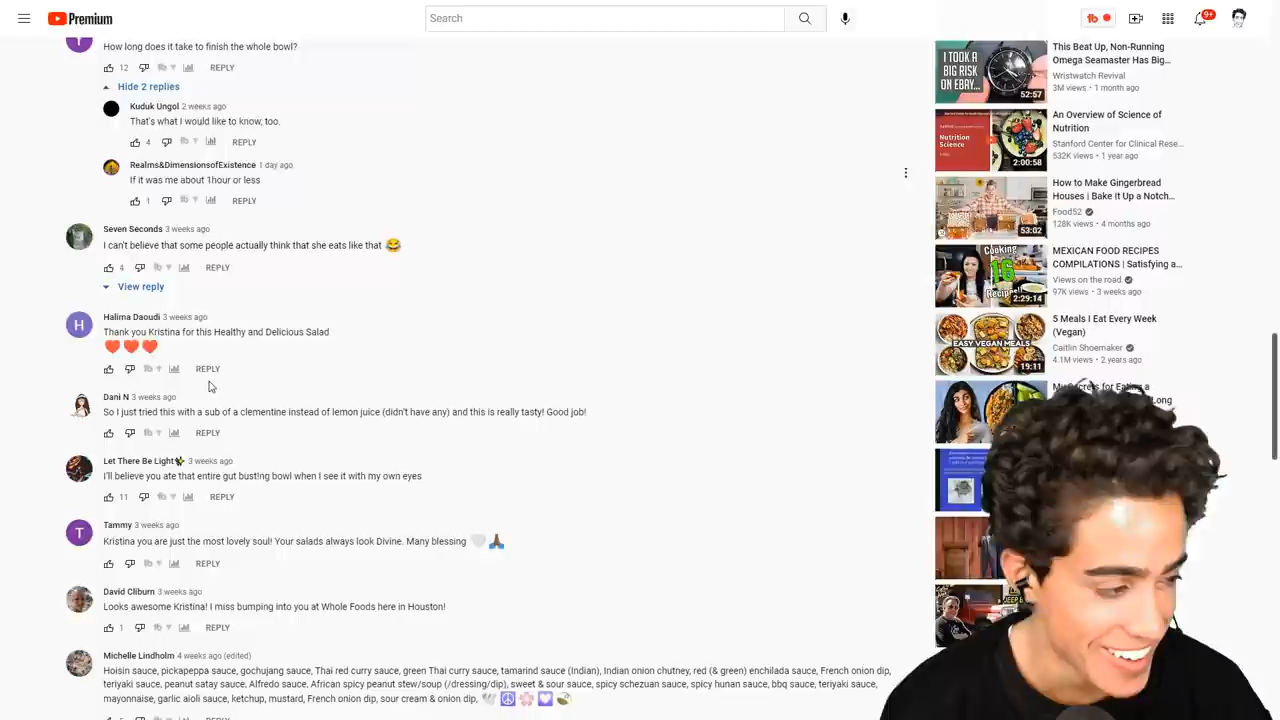 Premium
Search
9+
How long does it take to finish the whole bowl?
12
REPLY
Hide 2 replies
Kuduk Ungol 2 weeks ago
That's what I would like to know, too.
4
REPLY
Realms&DimensionsofExistence 1 day ago
If it was me about 1hour or less
1
REPLY
Seven Seconds 3 weeks ago
I can't believe that some people actually think that she eats like that 😂
4
REPLY
View reply
H
Halima Daoudi 3 weeks ago
Thank you Kristina for this Healthy and Delicious Salad
REPLY
Dani N 3 weeks ago
So I just tried this with a sub of a clementine instead of lemon juice (didn't have any) and this is really tasty! Good job!
REPLY
Let There Be Light 3 weeks ago
I'll believe you ate that entire gut bust!ng bowl when I see it with my own eyes
11
REPLY
T
Tammy 3 weeks ago
Kristina you are just the most lovely soul! Your salads always look Divine. Many blessing
REPLY
David Cliburn 3 weeks ago
Looks awesome Kristina! I miss bumping into you at Whole Foods here in Houston!
1
REPLY
Michelle Lindholm 4 weeks ago (edited)
Hoisin sauce, pickapeppa sauce, gochujang sauce, Thai red curry sauce, green Thai curry sauce, tamarind sauce (Indian), Indian onion chutney, red (& green) enchilada sauce, French onion dip,
teriyaki sauce, peanut satay sauce, Alfredo sauce, African spicy peanut stew/soup (/dressing/dip), sweet & sour sauce, spicy schezuan sauce, spicy hunan sauce, bbq sauce, teriyaki sauce,
mayonnaise, garlic aioli sauce, ketchup, mustard, French onion dip, sour cream & onion dip,
I TOOK A
BIG RISK
ON EBAY...
52:57
This Beat Up, Non-Running
Omega Seamaster Has Big...
Wristwatch Revival
3M views • 1 month ago
Nutrition
Science
2:00:58
An Overview of Science of
Nutrition
Stanford Center for Clinical Rese...
532K views • 1 year ago
53:02
How to Make Gingerbread
Houses | Bake It Up a Notch...
Food52
128K views • 4 months ago
Cooking
16
Recipes!!
2:29:14
MEXICAN FOOD RECIPES
COMPILATIONS | Satisfying a...
Views on the road
97K views • 3 weeks ago
EASY VEGAN MEALS
19:11
5 Meals I Eat Every Week
(Vegan)
Caitlin Shoemaker
4.1M views • 2 years ago
for Eating a
Long